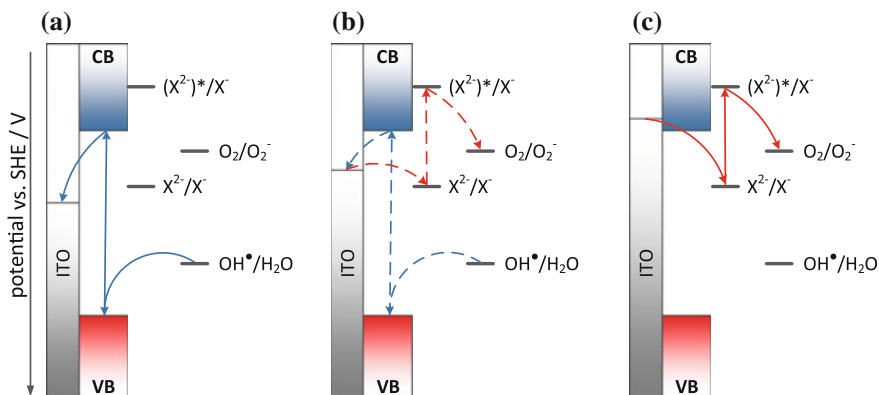 (a)
(b)
(c)
potential vs. SHE / V
CB
(X²⁻)*/X⁻
O₂/O₂⁻
X²⁻/X⁻
ITO
OH•/H₂O
VB
CB
(X²⁻)*/X⁻
O₂/O₂⁻
X²⁻/X⁻
ITO
OH•/H₂O
VB
CB
(X²⁻)*/X⁻
O₂/O₂⁻
X²⁻/X⁻
ITO
OH•/H₂O
VB